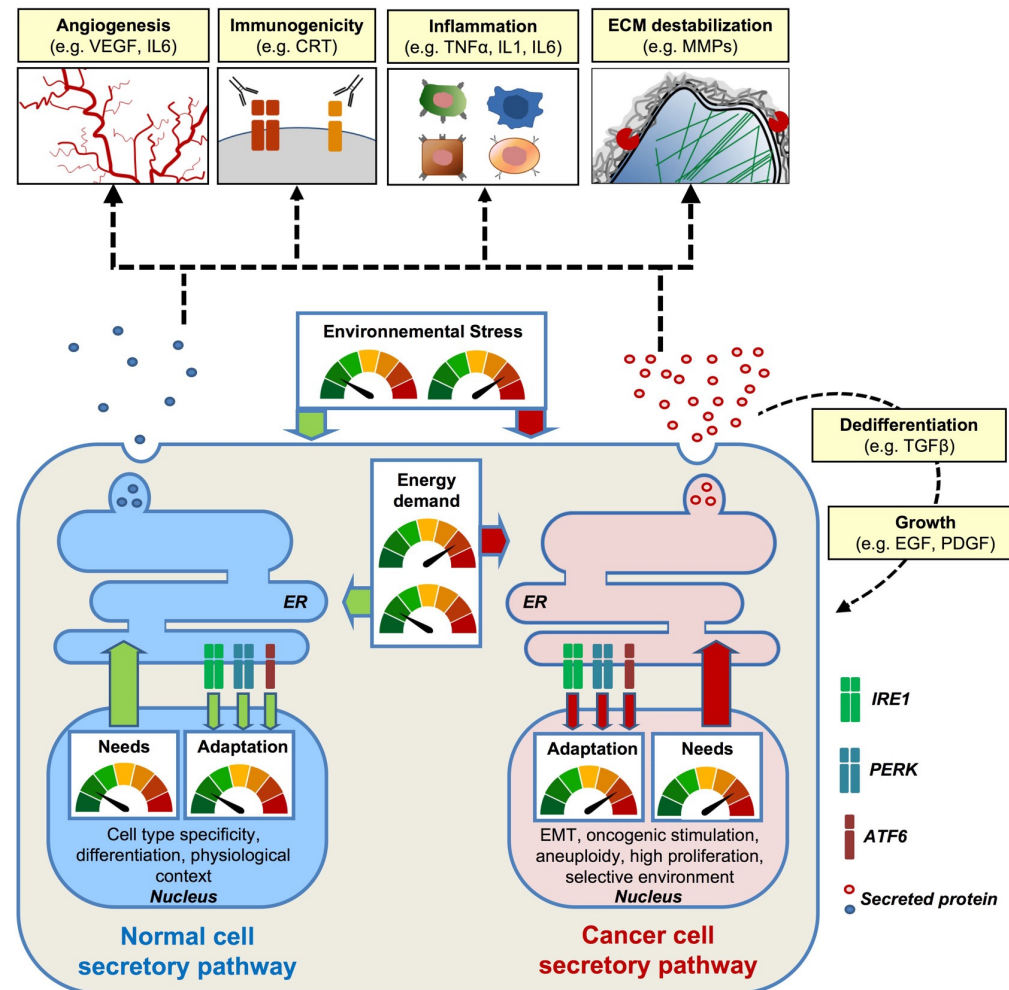 Angiogenesis
(e.g. VEGF, IL6)
Immunogenicity
(e.g. CRT)
Inflammation
(e.g. TNFα, IL1, IL6)
ECM destabilization
(e.g. MMPs)
Environnemental Stress
Dedifferentiation
(e.g. TGFβ)
Growth
(e.g. EGF, PDGF)
Energy
demand
ER
ER
Needs
Adaptation
Cell type specificity,
differentiation, physiological
context
Nucleus
Adaptation
Needs
EMT, oncogenic stimulation,
aneuploidy, high proliferation,
selective environment
Nucleus
IRE1
PERK
ATF6
Secreted protein
Normal cell
secretory pathway
Cancer cell
secretory pathway